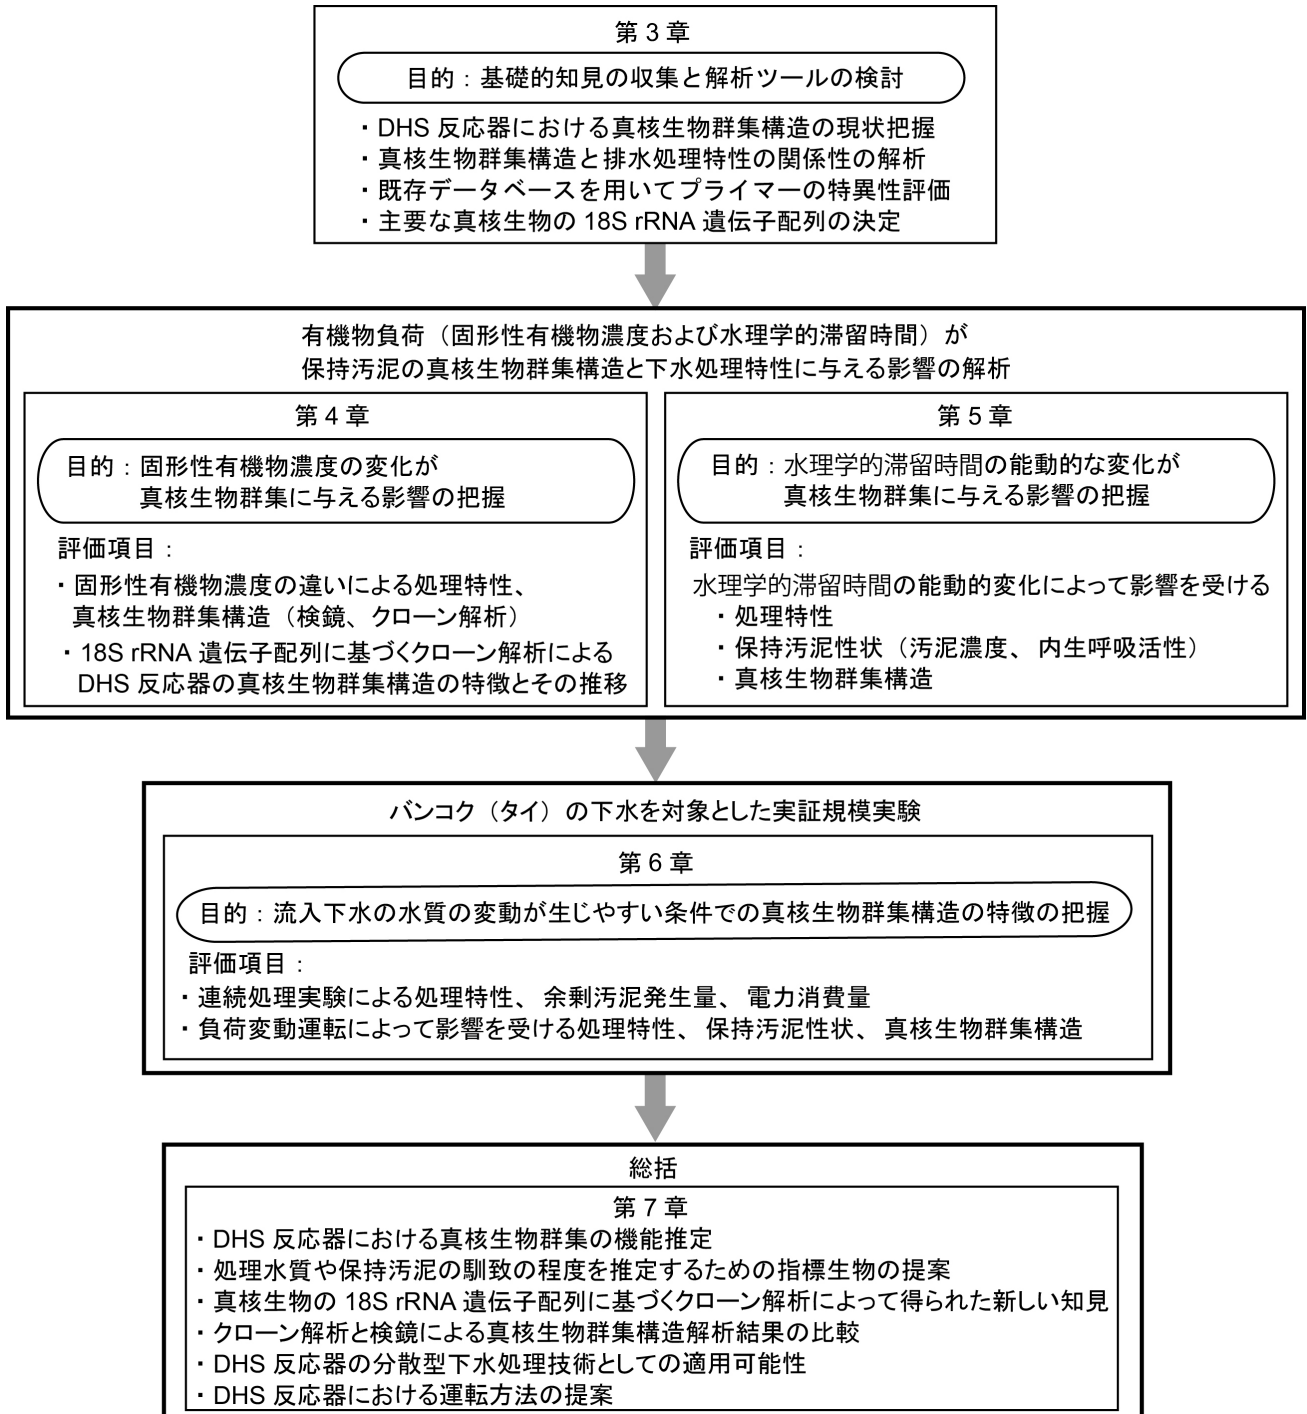 第 3 章
目的：基礎的知見の収集と解析ツールの検討
・DHS 反応器における真核生物群集構造の現状把握
・真核生物群集構造と排水処理特性の関係性の解析
・既存データベースを用いてプライマーの特異性評価
・主要な真核生物の 18S rRNA 遺伝子配列の決定
有機物負荷（固形性有機物濃度および水理学的滞留時間）が
保持汚泥の真核生物群集構造と下水処理特性に与える影響の解析
第 4 章
目的：固形性有機物濃度の変化が
真核生物群集に与える影響の把握
評価項目：
・固形性有機物濃度の違いによる処理特性、
真核生物群集構造（検鏡、クローン解析）
・18S rRNA 遺伝子配列に基づくクローン解析による
DHS 反応器の真核生物群集構造の特徴とその推移
第 5 章
目的：水理学的滞留時間の能動的な変化が
真核生物群集に与える影響の把握
評価項目：
水理学的滞留時間の能動的変化によって影響を受ける
・処理特性
・保持汚泥性状（汚泥濃度、内生呼吸活性）
・真核生物群集構造
バンコク（タイ）の下水を対象とした実証規模実験
第 6 章
目的：流入下水の水質の変動が生じやすい条件での真核生物群集構造の特徴の把握
評価項目：
・連続処理実験による処理特性、余剰汚泥発生量、電力消費量
・負荷変動運転によって影響を受ける処理特性、保持汚泥性状、真核生物群集構造
総括
第 7 章
・DHS 反応器における真核生物群集の機能推定
・処理水質や保持汚泥の馴致の程度を推定するための指標生物の提案
・真核生物の 18S rRNA 遺伝子配列に基づくクローン解析によって得られた新しい知見
・クローン解析と検鏡による真核生物群集構造解析結果の比較
・DHS 反応器の分散型下水処理技術としての適用可能性
・DHS 反応器における運転方法の提案